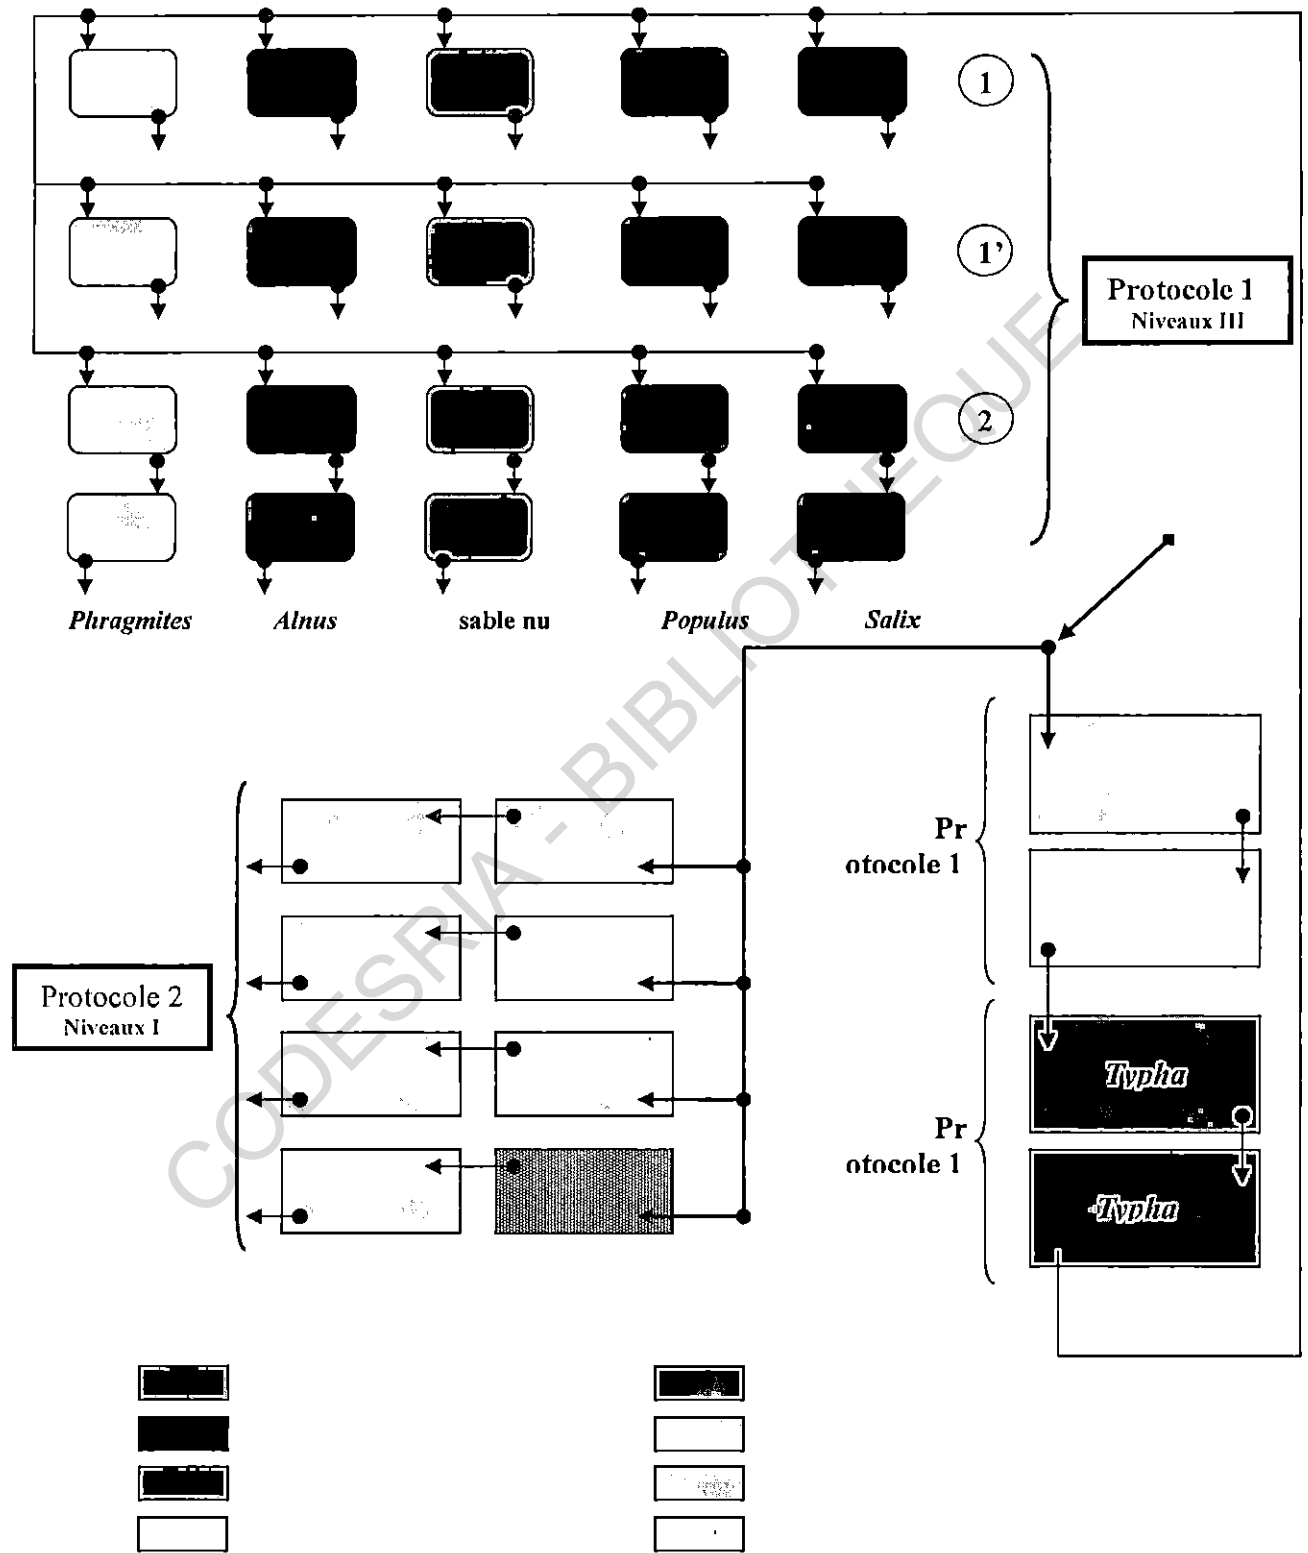 1
1’
Protocole 1
Niveaux III
2
Phragmites Alnus sable nu Populus Salix
Pr
otocole 1
Protocole 2
Niveaux I
Typha
Pr
otocole 1
Typha
CODESRIA - BIBLIOTHEQUE